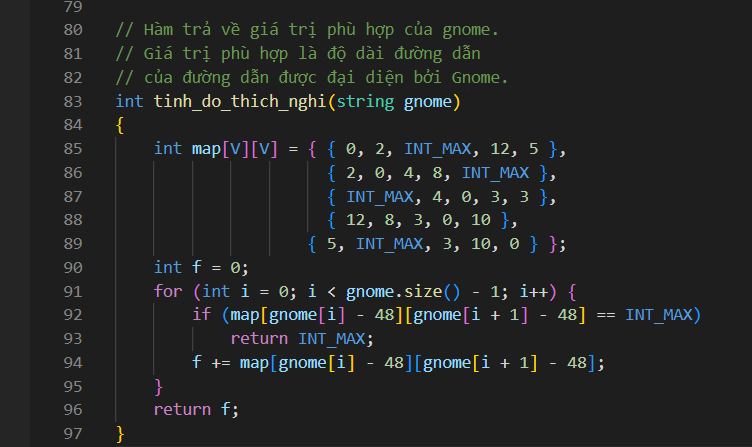 79
80 // Hàm trả về giá trị phù hợp của gnome.
81 // Giá trị phù hợp là độ dài đường dẫn
82 // của đường dẫn được đại diện bởi Gnome.
83 int tinh_do_thich_nghi(string gnome)
84 {
85 int map[V][V] = { { 0, 2, INT_MAX, 12, 5 },
86 { 2, 0, 4, 8, INT_MAX },
87 { INT_MAX, 4, 0, 3, 3 },
88 { 12, 8, 3, 0, 10 },
89 { 5, INT_MAX, 3, 10, 0 } };
90 int f = 0;
91 for (int i = 0; i < gnome.size() - 1; i++) {
92 if (map[gnome[i] - 48][gnome[i + 1] - 48] == INT_MAX)
93 return INT_MAX;
94 f += map[gnome[i] - 48][gnome[i + 1] - 48];
95 }
96 return f;
97 }